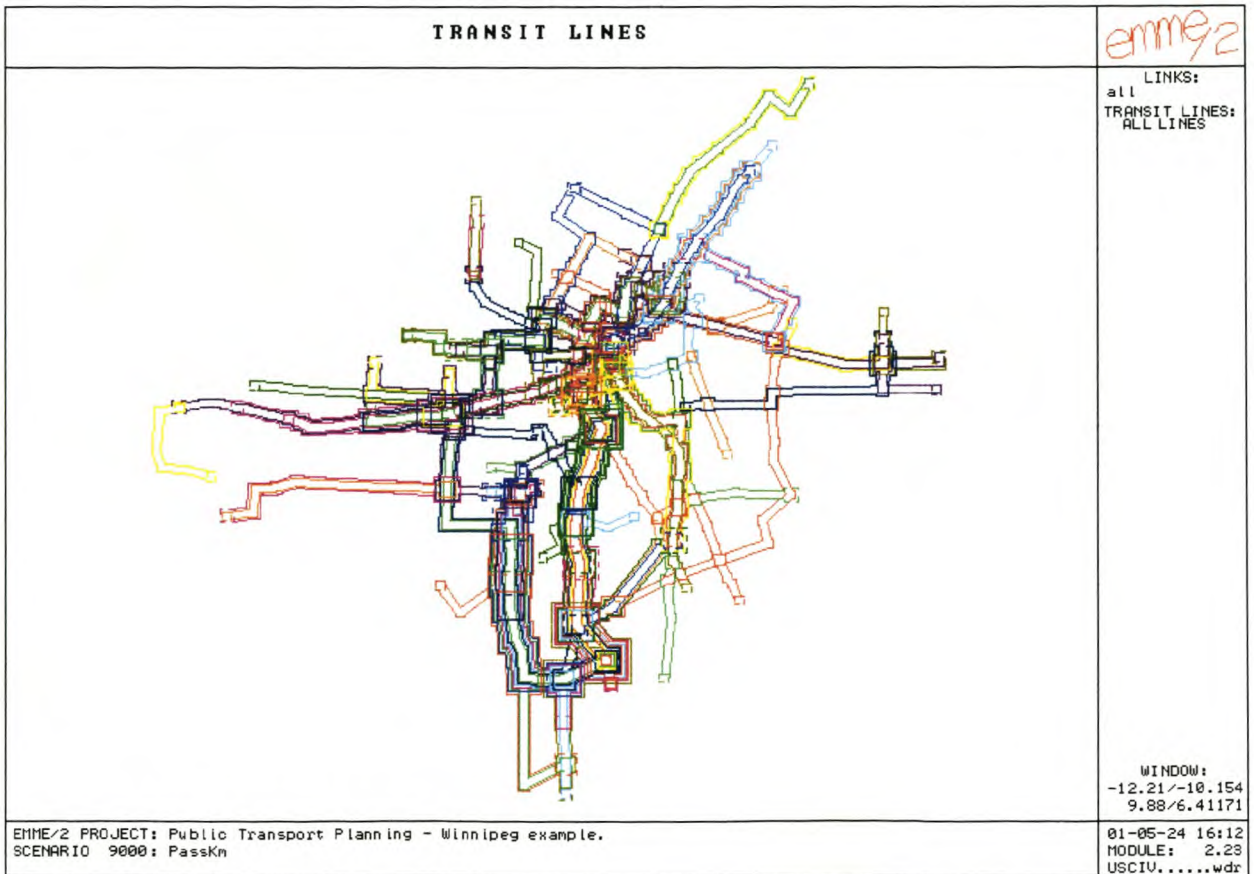 TRANSIT LINES
emme/2
LINKS:
all
TRANSIT LINES:
ALL LINES
WINDOW:
-12.21/-10.154
9.88/6.41171
EMME/2 PROJECT: Public Transport Planning - Winnipeg example.
SCENARIO 9000: PassKm
01-05-24 16:12
MODULE: 2.23
USCIV......wdr